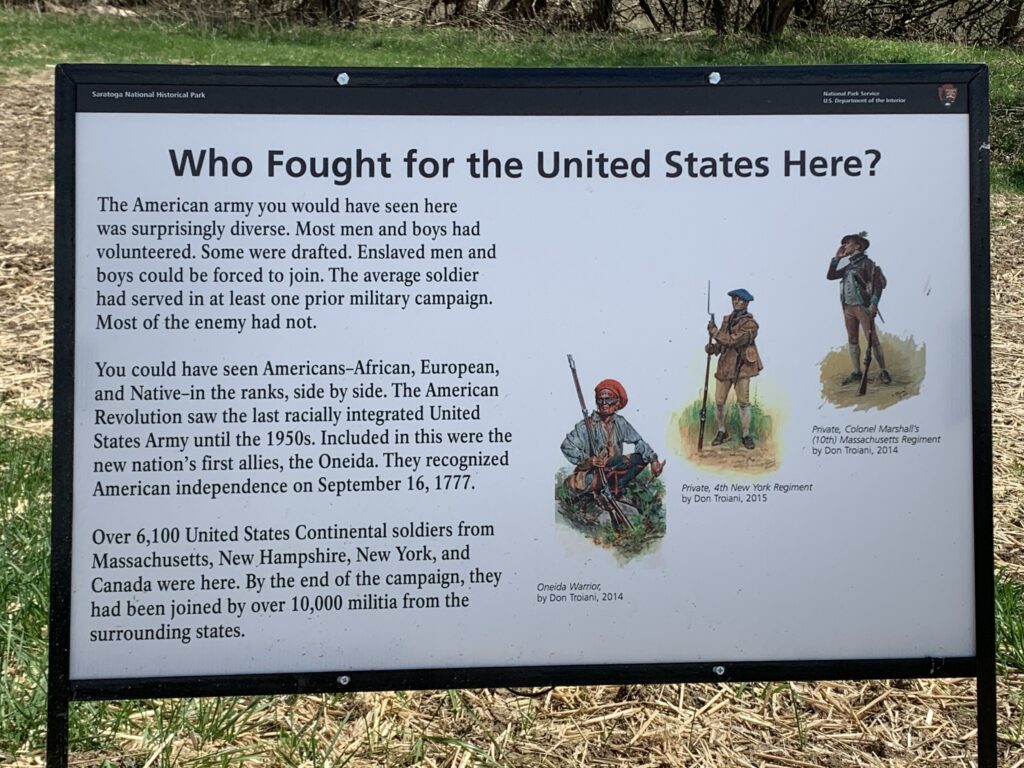 Saratoga National Historical Park
National Park Service
U.S. Department of the Interior
Who Fought for the United States Here?
The American army you would have seen here
was surprisingly diverse. Most men and boys had
volunteered. Some were drafted. Enslaved men and
boys could be forced to join. The average soldier
had served in at least one prior military campaign.
Most of the enemy had not.
You could have seen Americans–African, European,
and Native–in the ranks, side by side. The American
Revolution saw the last racially integrated United
States Army until the 1950s. Included in this were the
new nation's first allies, the Oneida. They recognized
American independence on September 16, 1777.
Over 6,100 United States Continental soldiers from
Massachusetts, New Hampshire, New York, and
Canada were here. By the end of the campaign, they
had been joined by over 10,000 militia from the
surrounding states.
Oneida Warrior,
by Don Troiani, 2014
Private, 4th New York Regiment
by Don Troiani, 2015
Private, Colonel Marshall's
(10th) Massachusetts Regiment
by Don Troiani, 2014